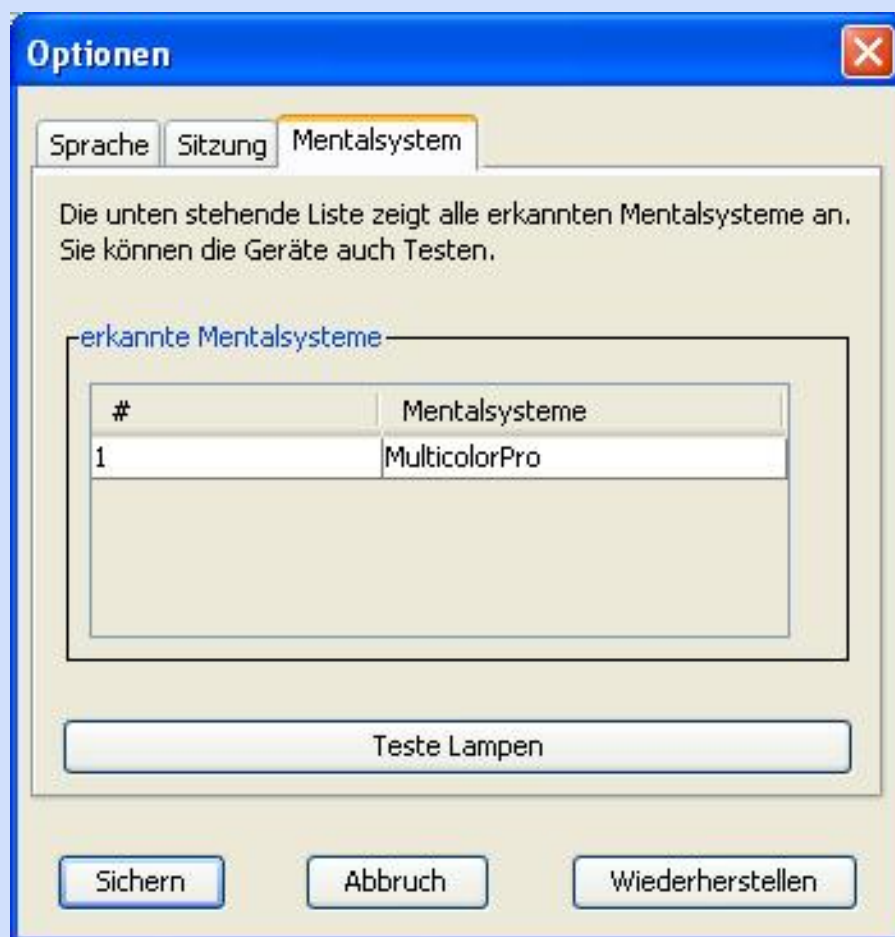 Optionen
Sprache Sitzung Mentalsystem
Die unten stehende Liste zeigt alle erkannten Mentalsysteme an.
Sie können die Geräte auch Testen.
erkannte Mentalsysteme
# Mentalsysteme
1 MulticolorPro
Teste Lampen
Sichern Abbruch Wiederherstellen